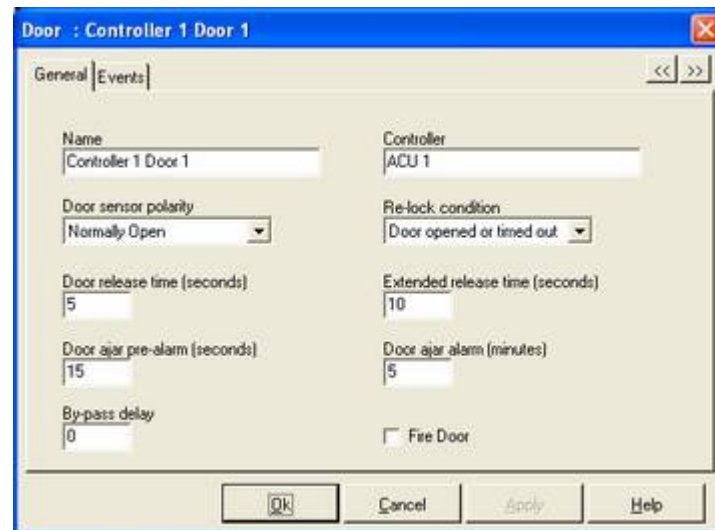 Door : Controller 1 Door 1
General Events << >>
Name Controller
Controller 1 Door 1 ACU 1
Door sensor polarity Re-lock condition
Normally Open Door opened or timed out
Door release time (seconds) Extended release time (seconds)
5 10
Door ajar pre-alarm (seconds) Door ajar alarm (minutes)
15 5
By-pass delay
0 Fire Door
Ok Cancel Apply Help